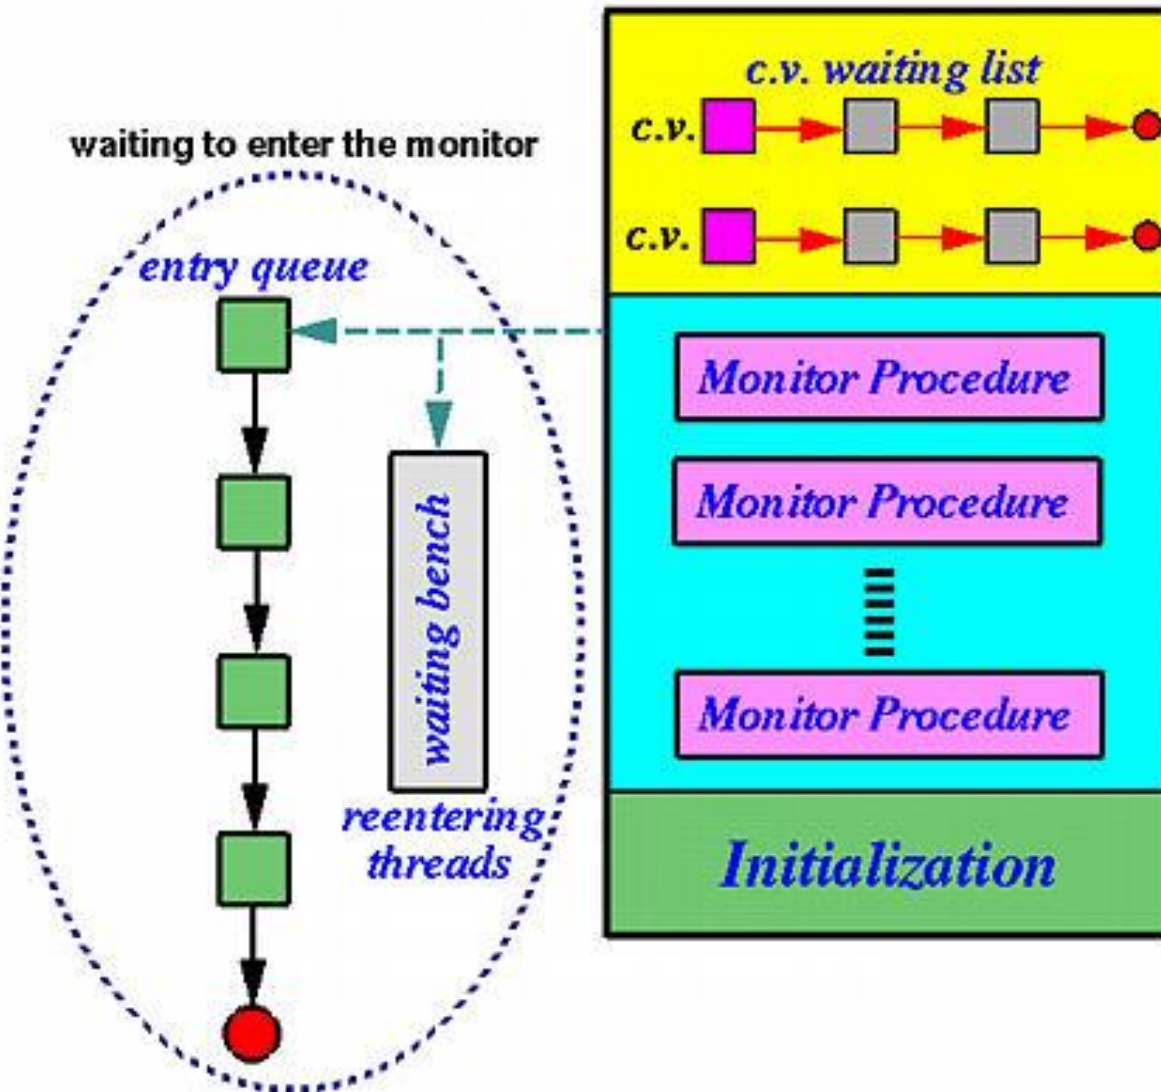 waiting to enter the monitor
entry queue
waiting bench
reentering
threads
c.v. waiting list
c.v.
c.v.
Monitor Procedure
Monitor Procedure
Monitor Procedure
Initialization